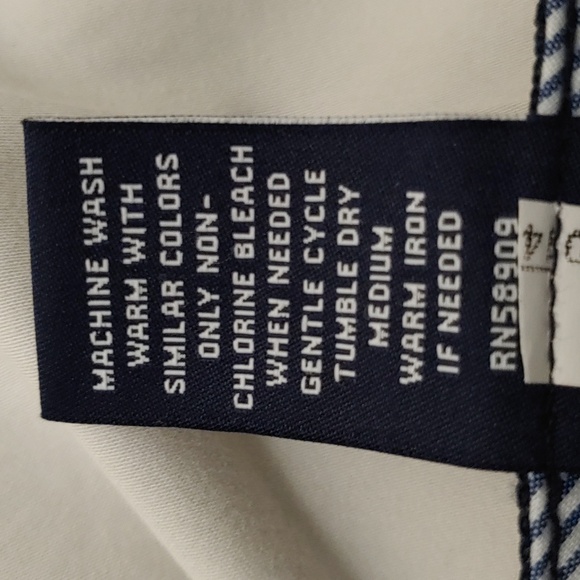 MACHINE WASH
WARM WITH
SIMILAR COLORS
ONLY NON-
CHLORINE BLEACH
WHEN NEEDED
GENTLE CYCLE
TUMBLE DRY
MEDIUM
WARM IRON
IF NEEDED
RN58909